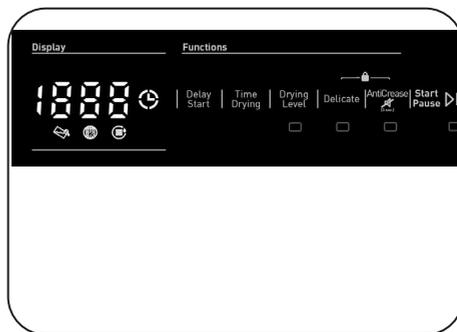 Display
Functions
1888
Delay
Start
Time
Drying
Drying
Level
Delicate
AntiCrease
Start
Pause